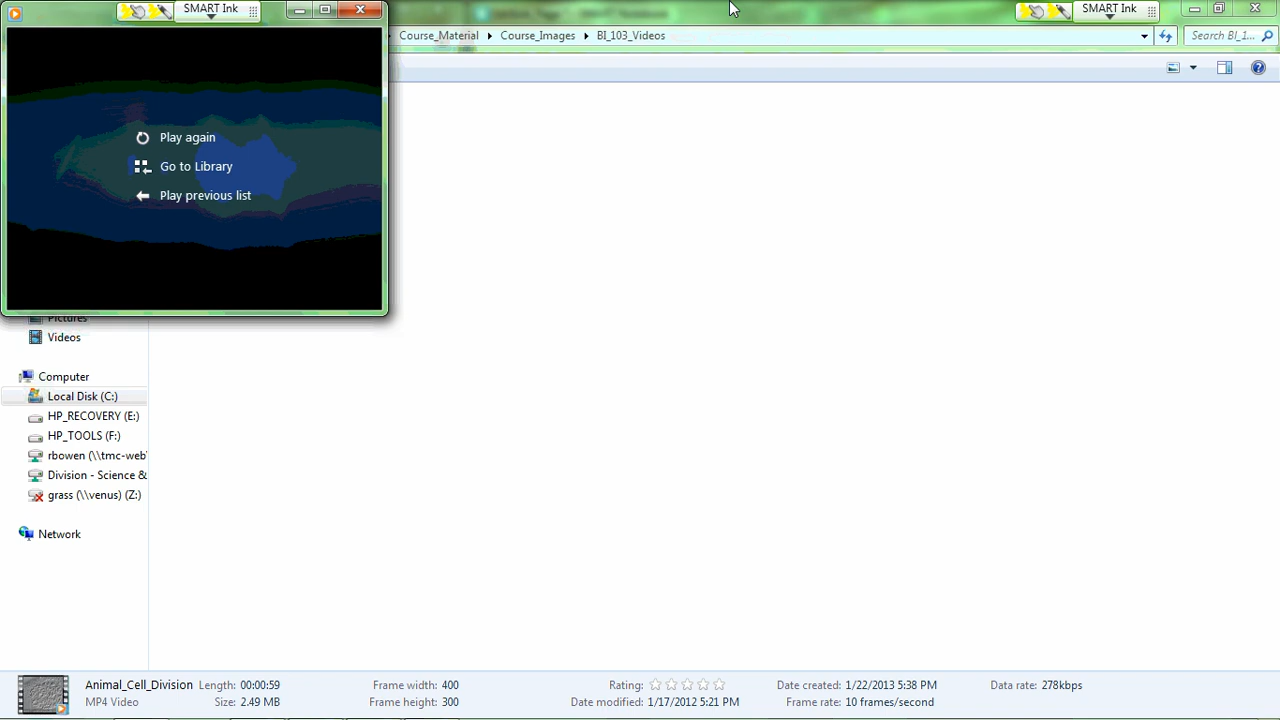 SMART Ink
SMART Ink
Course_Material
Course_Images
BI_103_Videos
Search BI_1...
Play again
Go to Library
Play previous list
Pictures
Videos
Computer
Local Disk (C:)
HP_RECOVERY (E:)
HP_TOOLS (F:)
rbowen (\\tmc-web
Division - Science &
grass (\\venus) (Z:)
Network
Animal_Cell_Division Length: 00:00:59 Frame width: 400 Rating: Date created: 1/22/2013 5:38 PM Data rate: 278kbps
MP4 Video Size: 2.49 MB Frame height: 300 Date modified: 1/17/2012 5:21 PM Frame rate: 10 frames/second